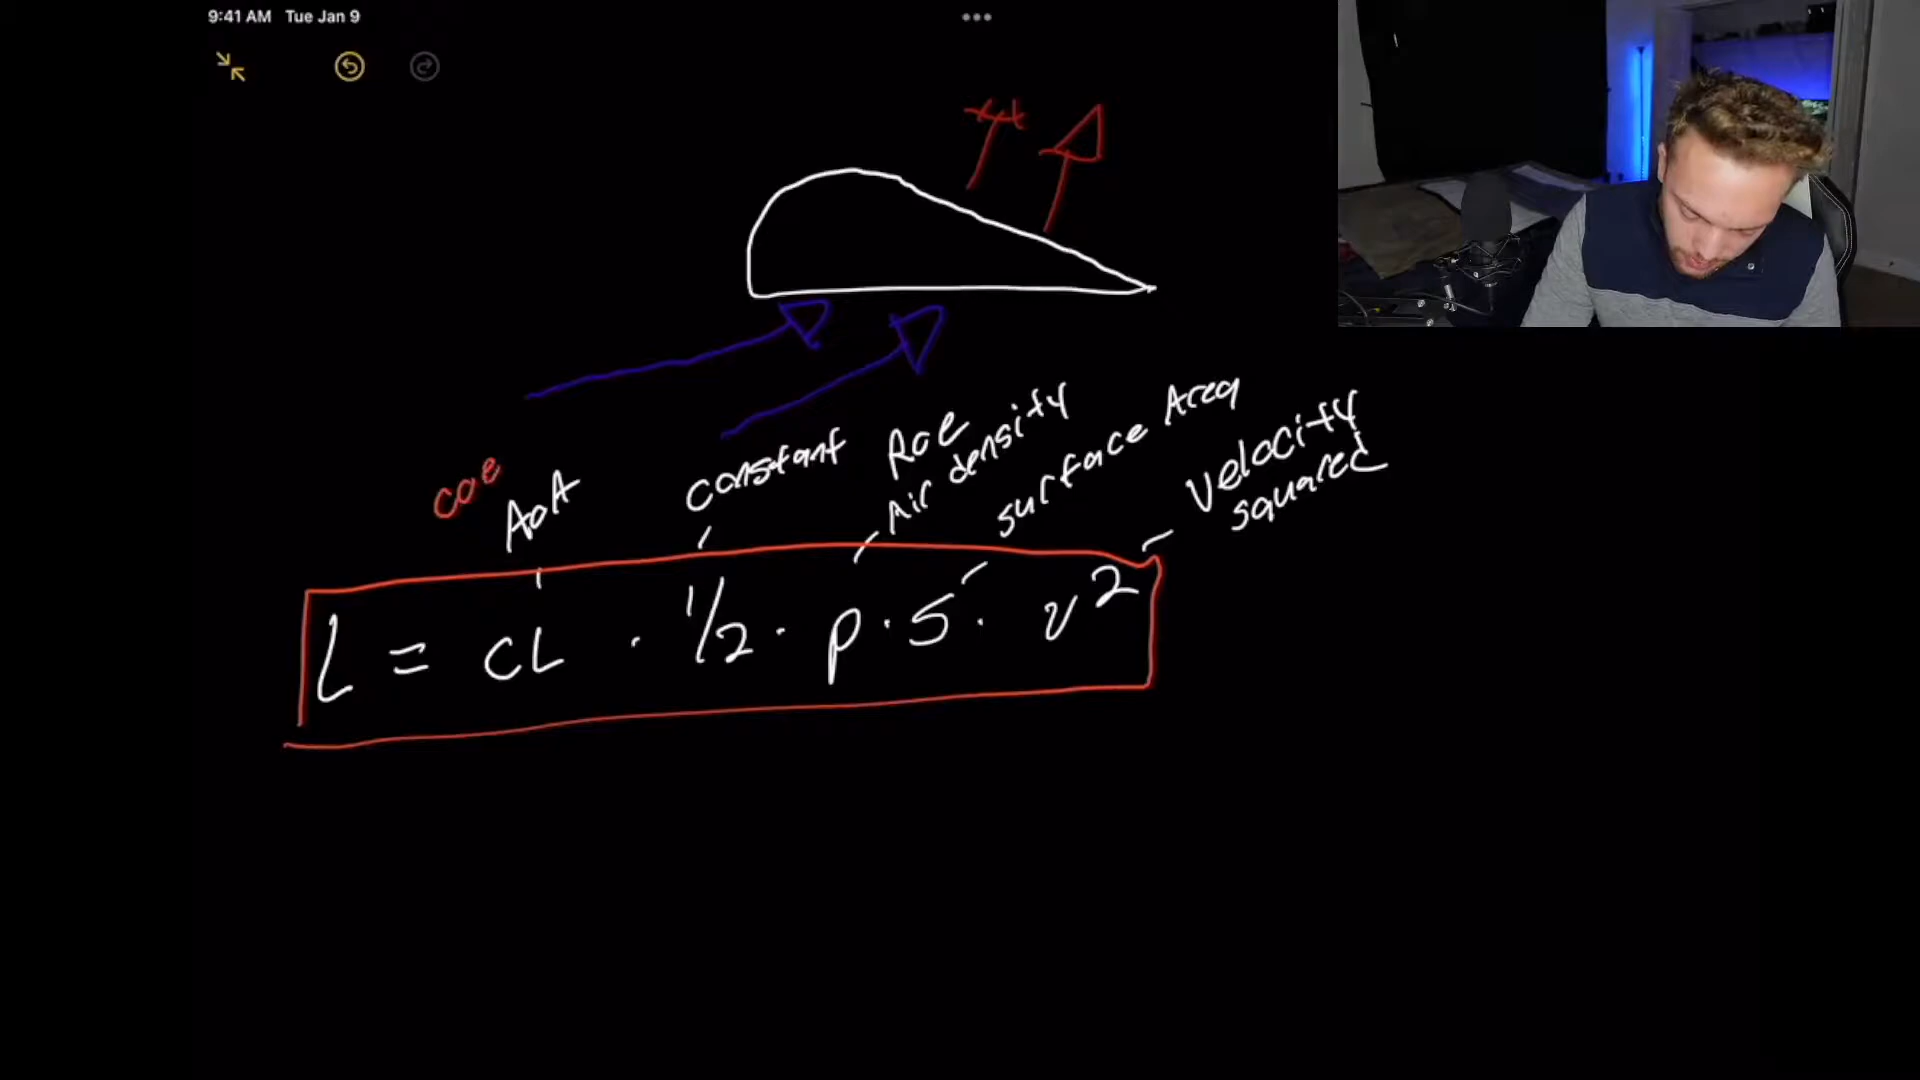 9:41 AM Tue Jan 9
coe
AoA
constant
Roe
Air density
surface Area
velocity
squared
L = CL · 1/2 · p · S · v²